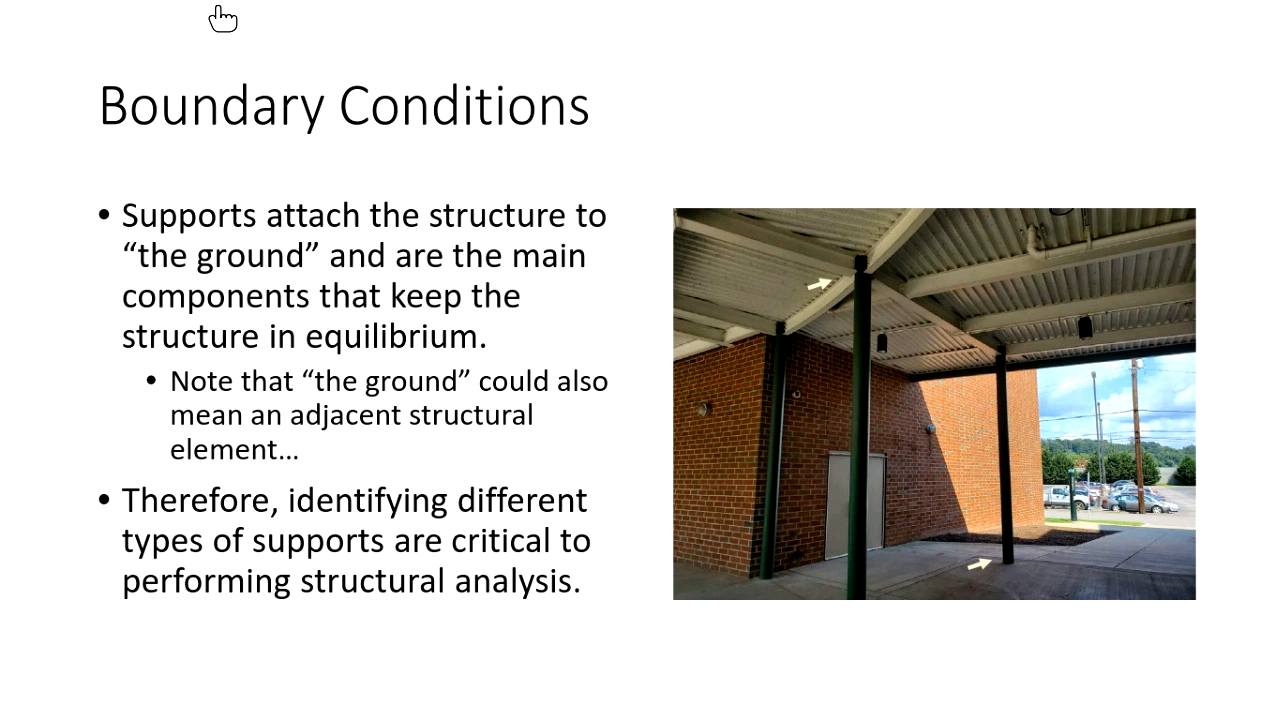 Boundary Conditions
• Supports attach the structure to
“the ground” and are the main
components that keep the
structure in equilibrium.
• Note that “the ground” could also
mean an adjacent structural
element…
• Therefore, identifying different
types of supports are critical to
performing structural analysis.